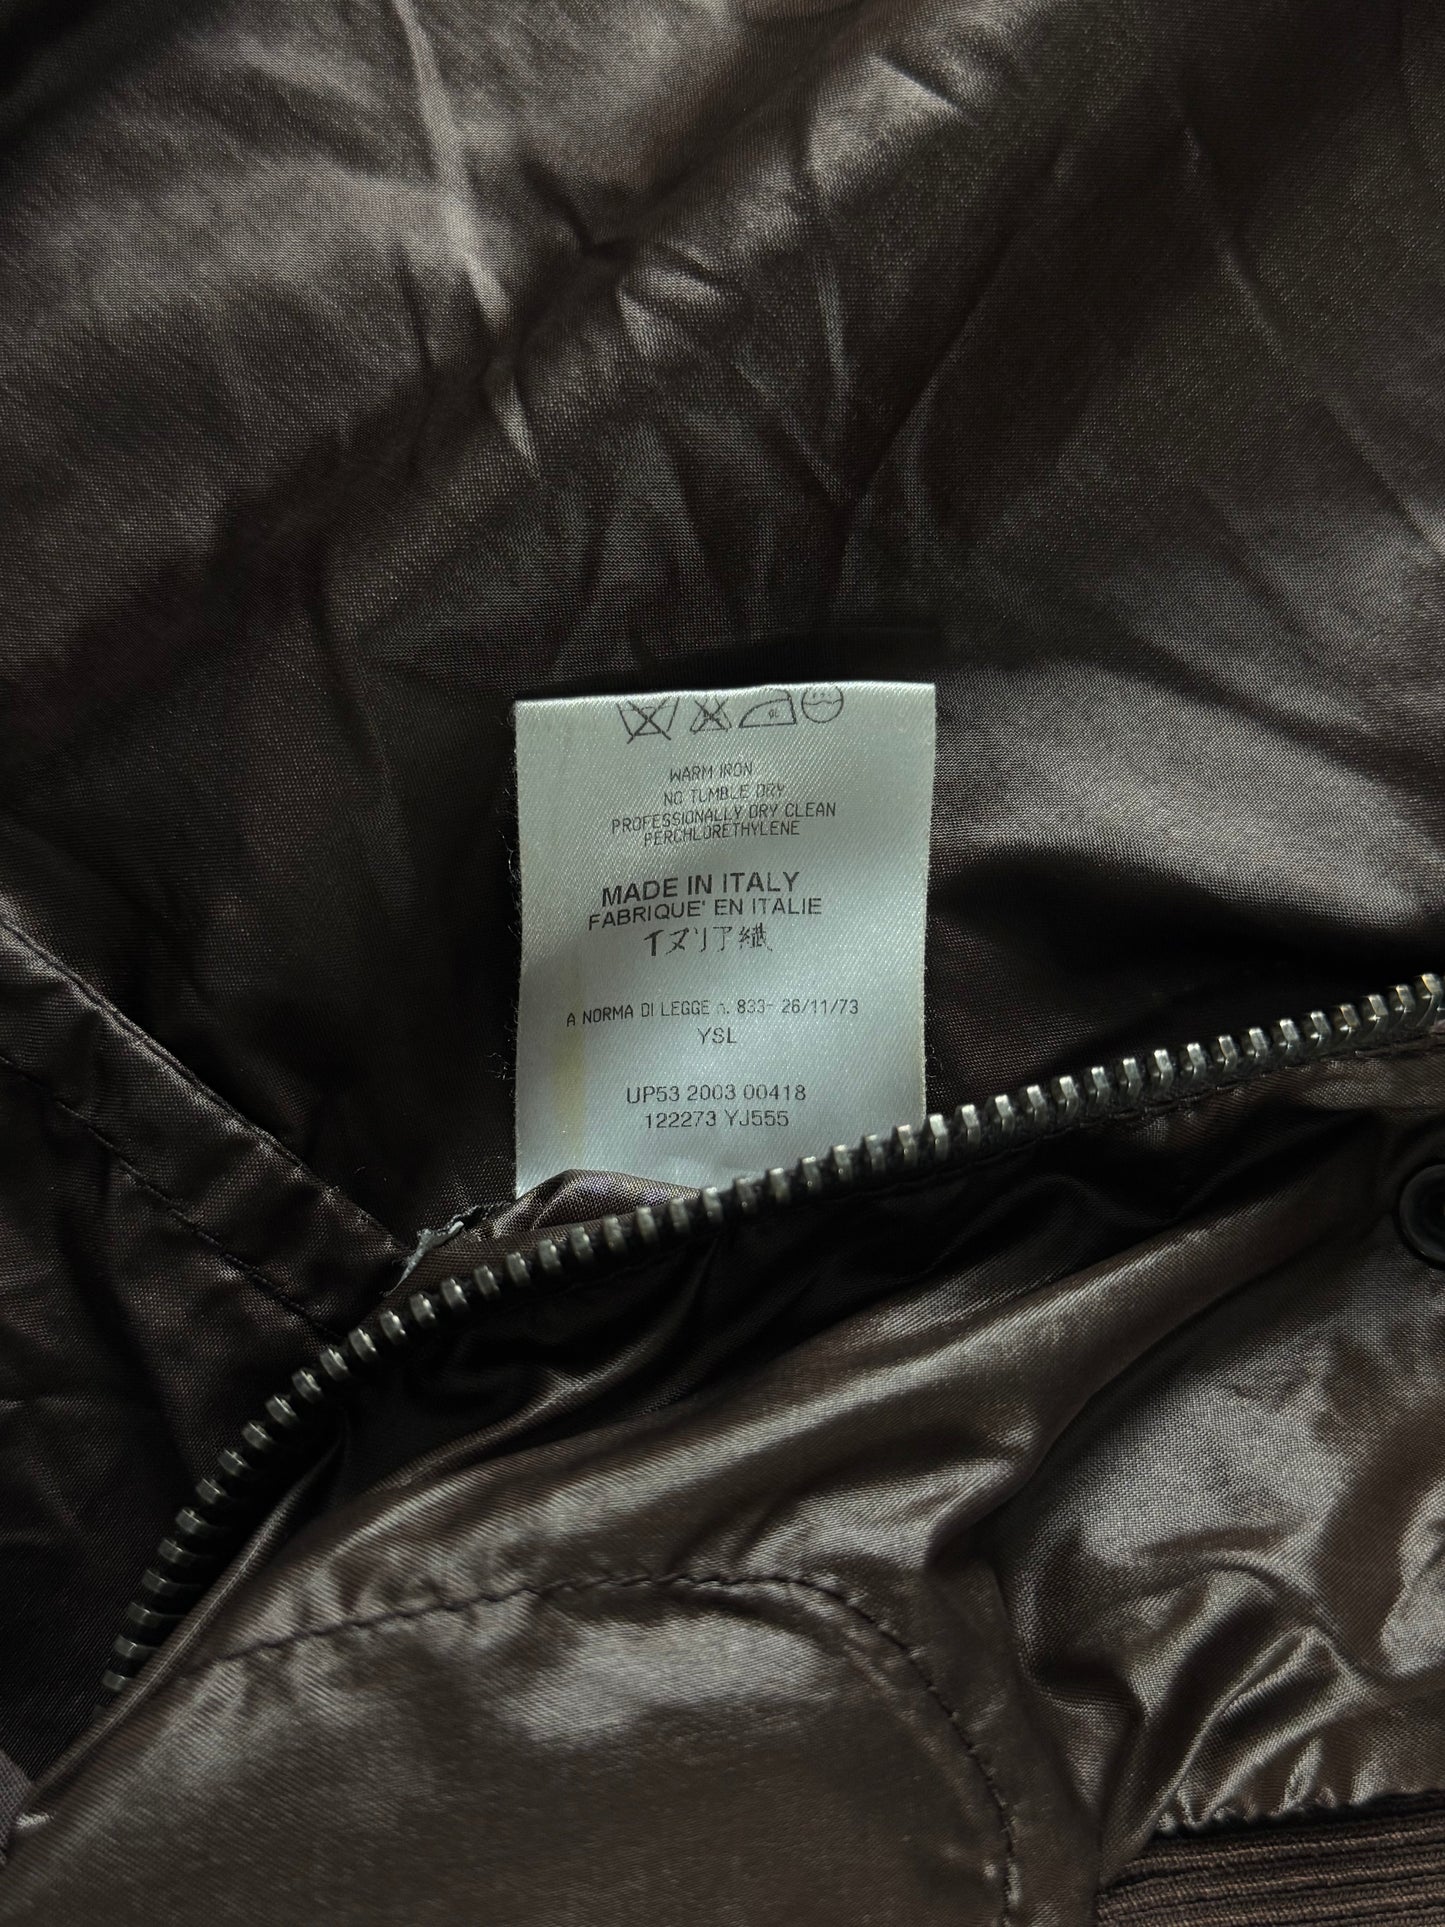 WARM IRON
NO TUMBLE DRY
PROFESSIONALLY DRY CLEAN
PERCHLORETHYLENE
MADE IN ITALY
FABRIQUE' EN ITALIE
A NORMA DI LEGGE n. 833- 26/11/73
YSL
UP53 2003 00418
122273 YJ555